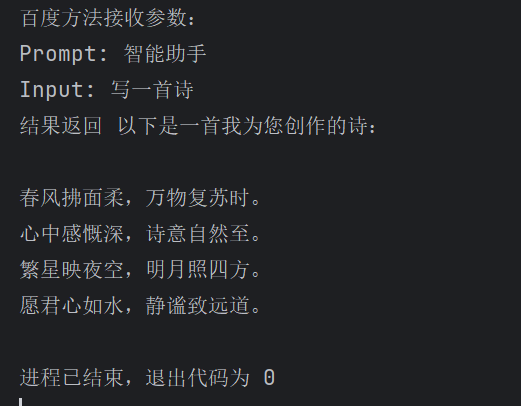 百度方法接收参数：
Prompt: 智能助手
Input: 写一首诗
结果返回 以下是一首我为您创作的诗：
春风拂面柔，万物复苏时。
心中感慨深，诗意自然至。
繁星映夜空，明月照四方。
愿君心如水，静谧致远道。
进程已结束，退出代码为 0